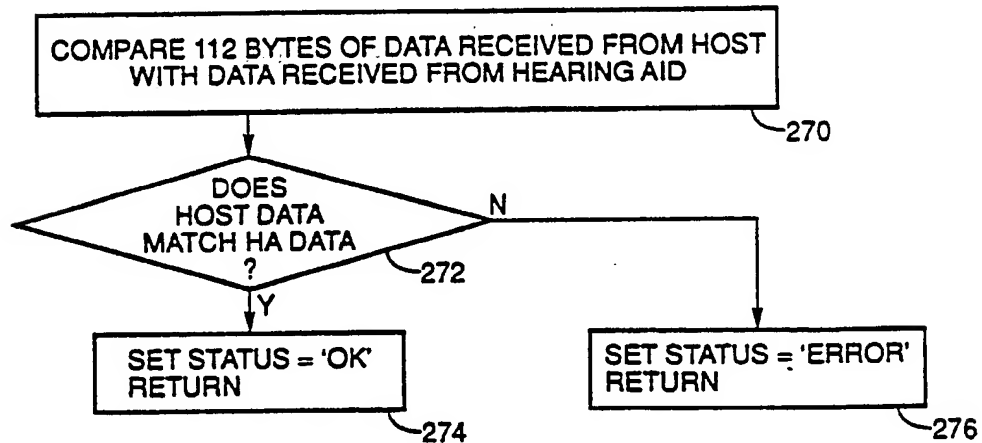 COMPARE 112 BYTES OF DATA RECEIVED FROM HOST
WITH DATA RECEIVED FROM HEARING AID
270
DOES
HOST DATA
MATCH HA DATA
?
272
N
Y
SET STATUS = 'OK'
RETURN
274
SET STATUS = 'ERROR'
RETURN
276